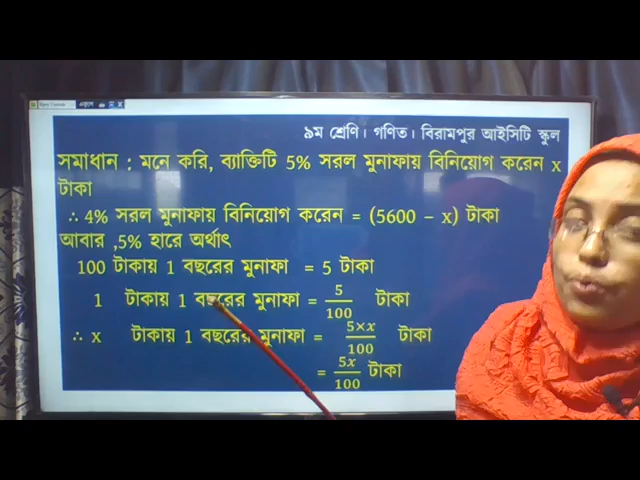 ৯ম শ্রেণি। গণিত। বিরামপুর আইসিটি স্কুল
সমাধান : মনে করি, ব্যাক্তিটি 5% সরল মুনাফায় বিনিয়োগ করেন x
টাকা
∴ 4% সরল মুনাফায় বিনিয়োগ করেন = (5600 − x) টাকা
আবার ,5% হারে অর্থাৎ
100 টাকায় 1 বছরের মুনাফা = 5 টাকা
1 টাকায় 1 বছরের মুনাফা = 5/100 টাকা
∴ x টাকায় 1 বছরের মুনাফা = 5×x/100 টাকা
= 5x/100 টাকা